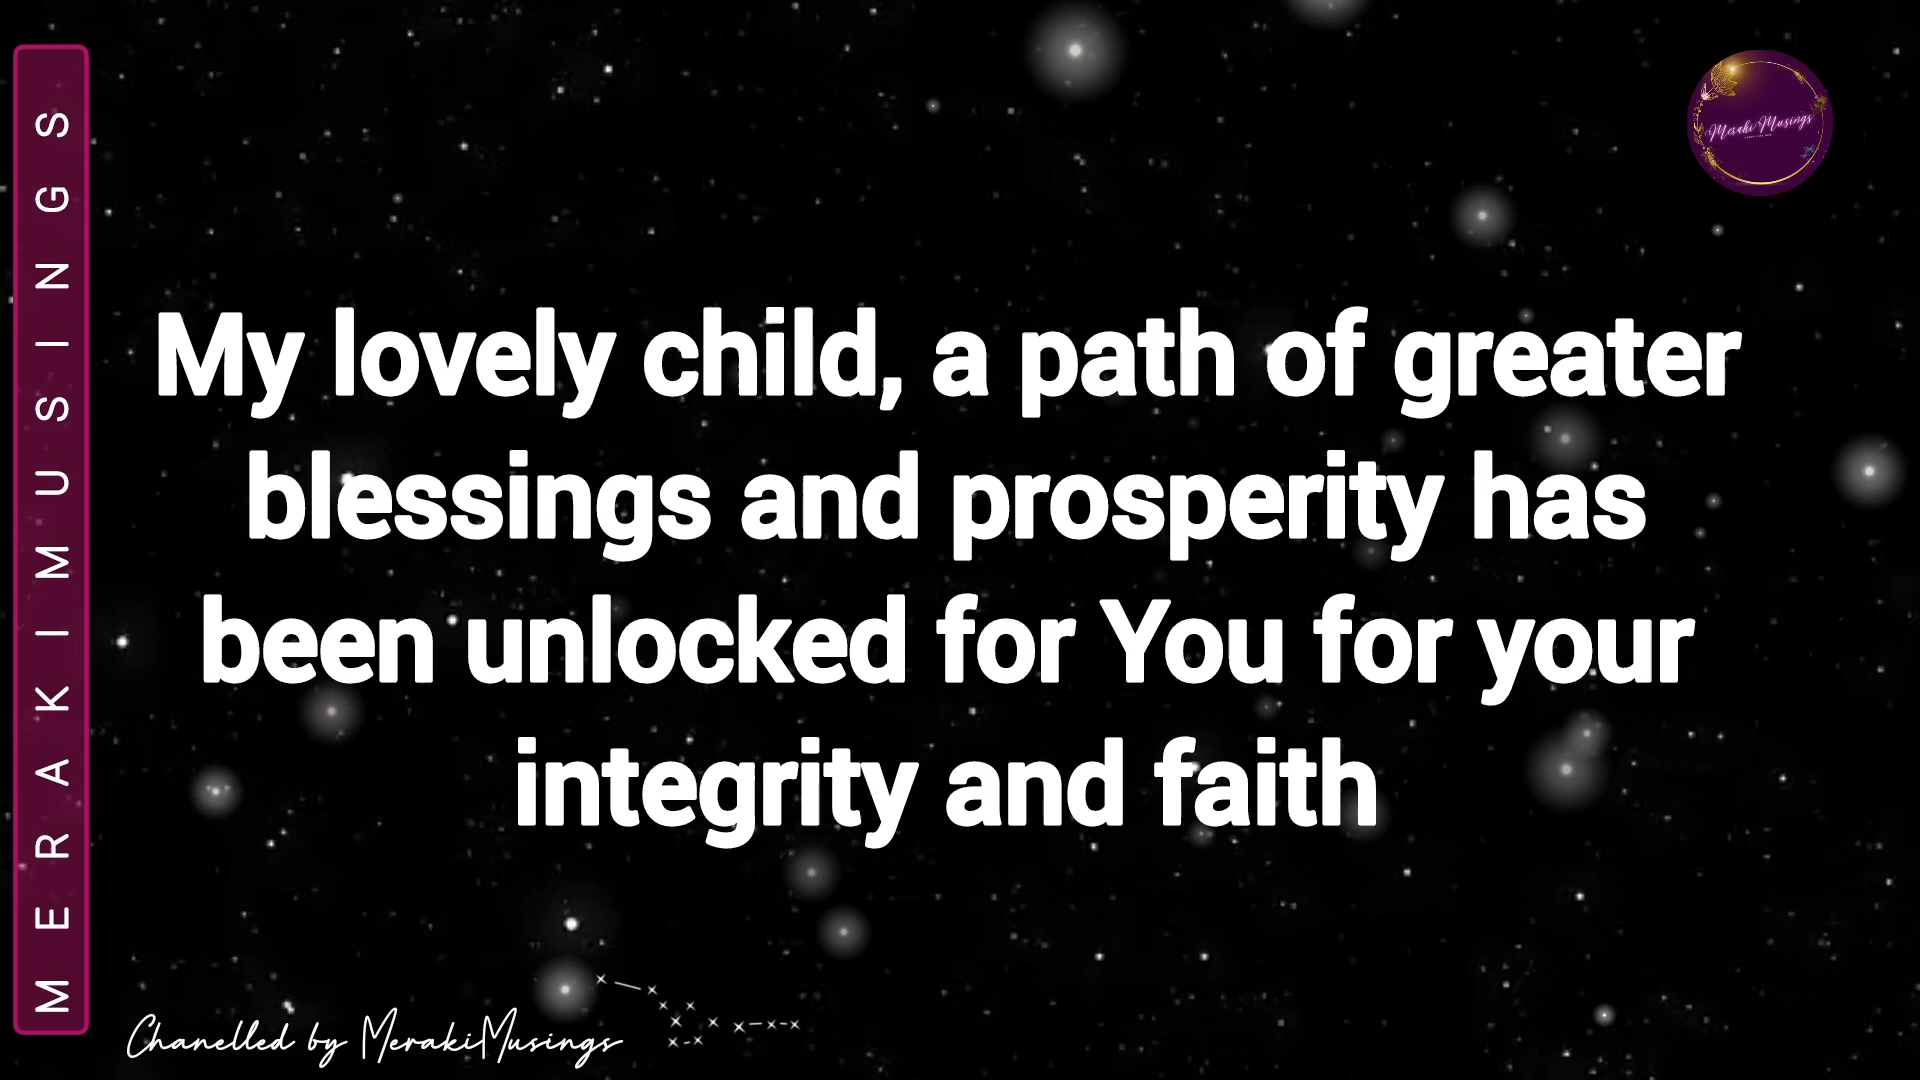 MERAKIMUSINGS
Meraki Musings
My lovely child, a path of greater
blessings and prosperity has
been unlocked for You for your
integrity and faith
Chanelled by MerakiMusings